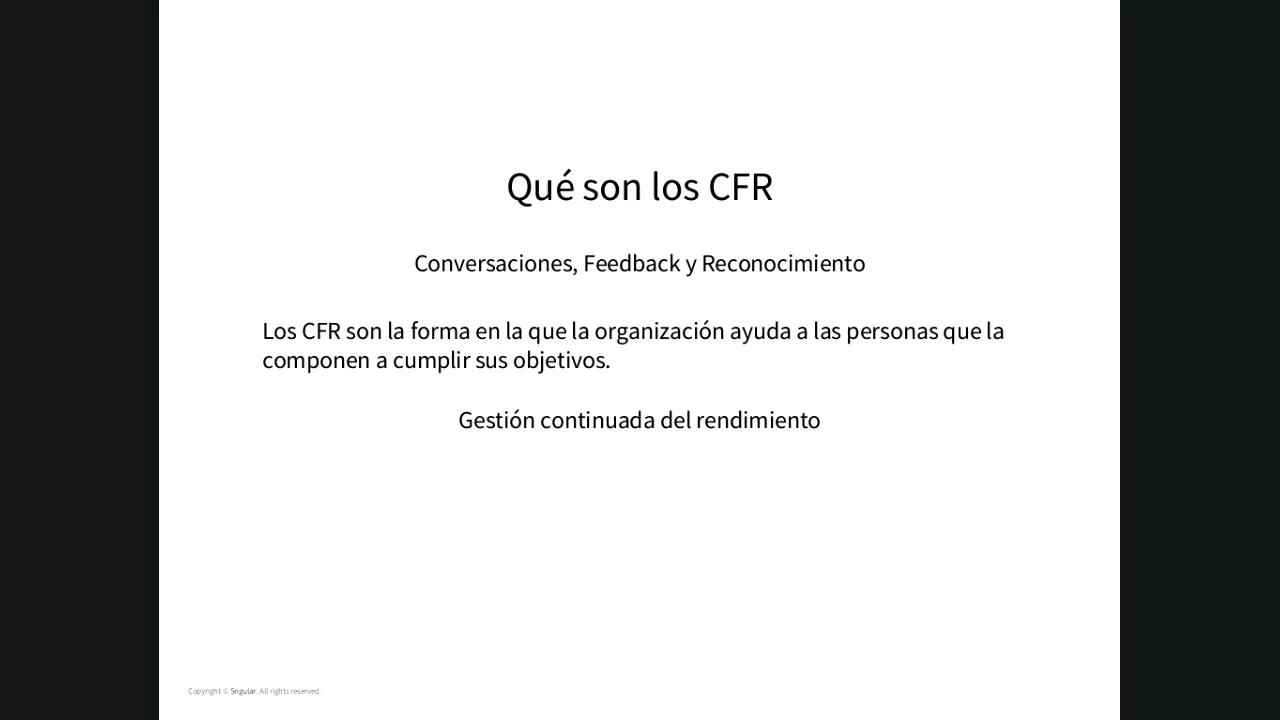 Qué son los CFR
Conversaciones, Feedback y Reconocimiento
Los CFR son la forma en la que la organización ayuda a las personas que la
componen a cumplir sus objetivos.
Gestión continuada del rendimiento
Copyright © Sngular. All rights reserved.